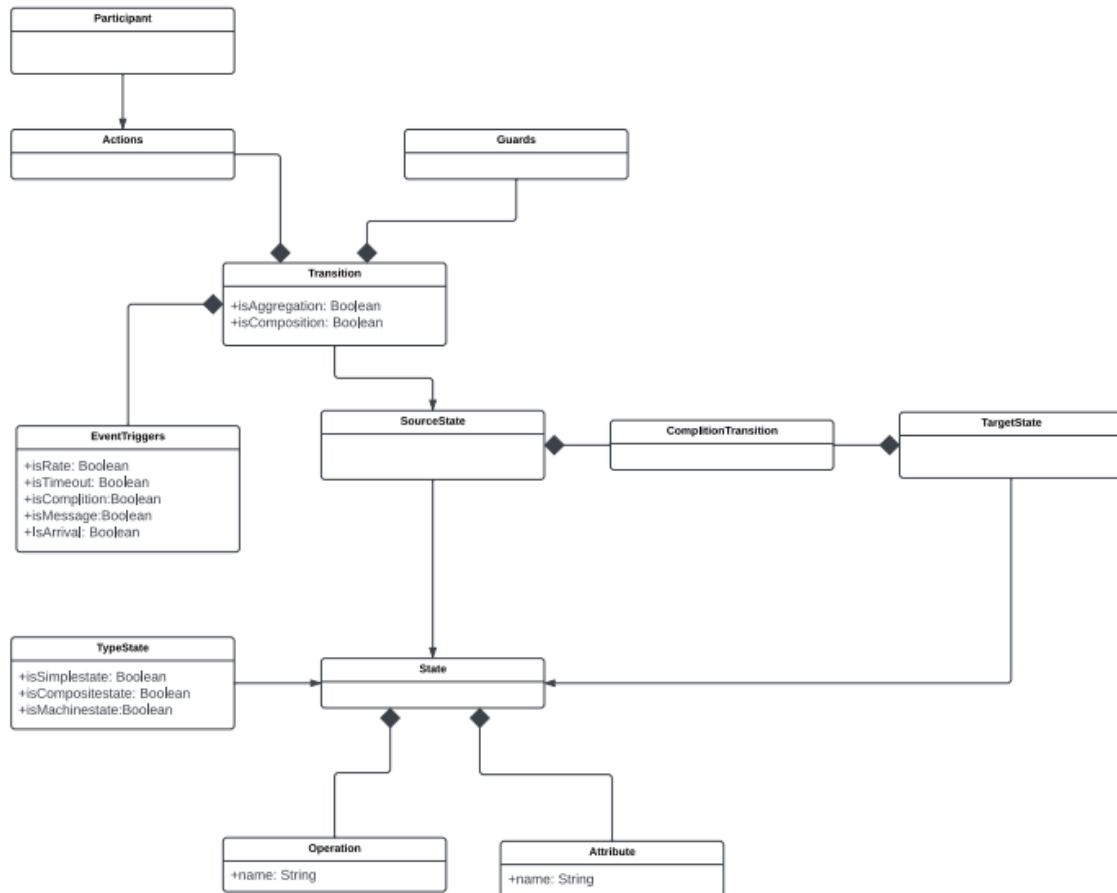 Participant
Actions
Guards
Transition
+isAggregation: Boolean
+isComposition: Boolean
EventTriggers
+isRate: Boolean
+isTimeout: Boolean
+isComplition:Boolean
+isMessage:Boolean
+IsArrival: Boolean
SourceState
ComplitionTransition
TargetState
TypeState
+isSimplestate: Boolean
+isCompositestate: Boolean
+isMachinestate:Boolean
State
Operation
+name: String
Attribute
+name: String